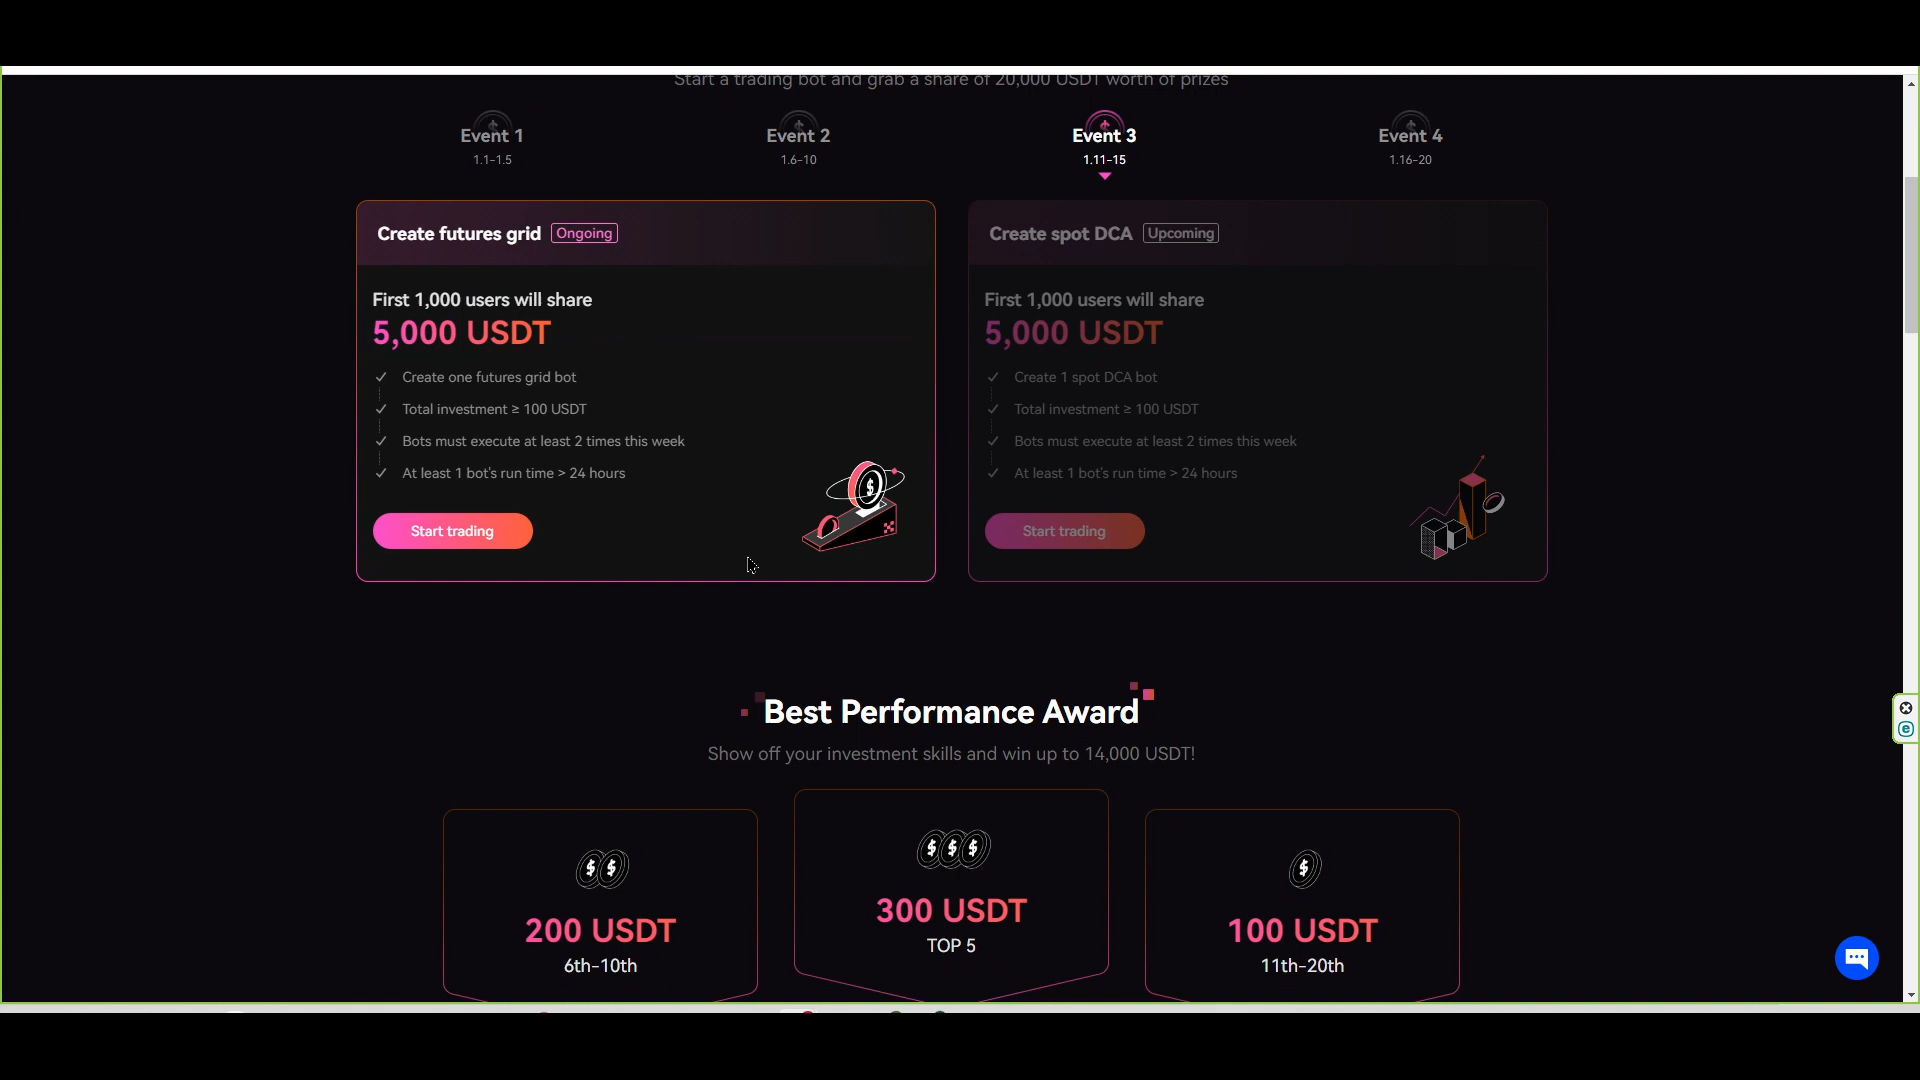 Start a trading bot and grab a share of 20,000 USDT worth of prizes
Event 1
1.1-1.5
Event 2
1.6-10
Event 3
1.11-15
Event 4
1.16-20
Create futures grid Ongoing
First 1,000 users will share
5,000 USDT
Create one futures grid bot
Total investment ≥ 100 USDT
Bots must execute at least 2 times this week
At least 1 bot's run time > 24 hours
Start trading
Create spot DCA Upcoming
First 1,000 users will share
5,000 USDT
Create 1 spot DCA bot
Total investment ≥ 100 USDT
Bots must execute at least 2 times this week
At least 1 bot's run time > 24 hours
Start trading
Best Performance Award
Show off your investment skills and win up to 14,000 USDT!
200 USDT
6th-10th
300 USDT
TOP 5
100 USDT
11th-20th